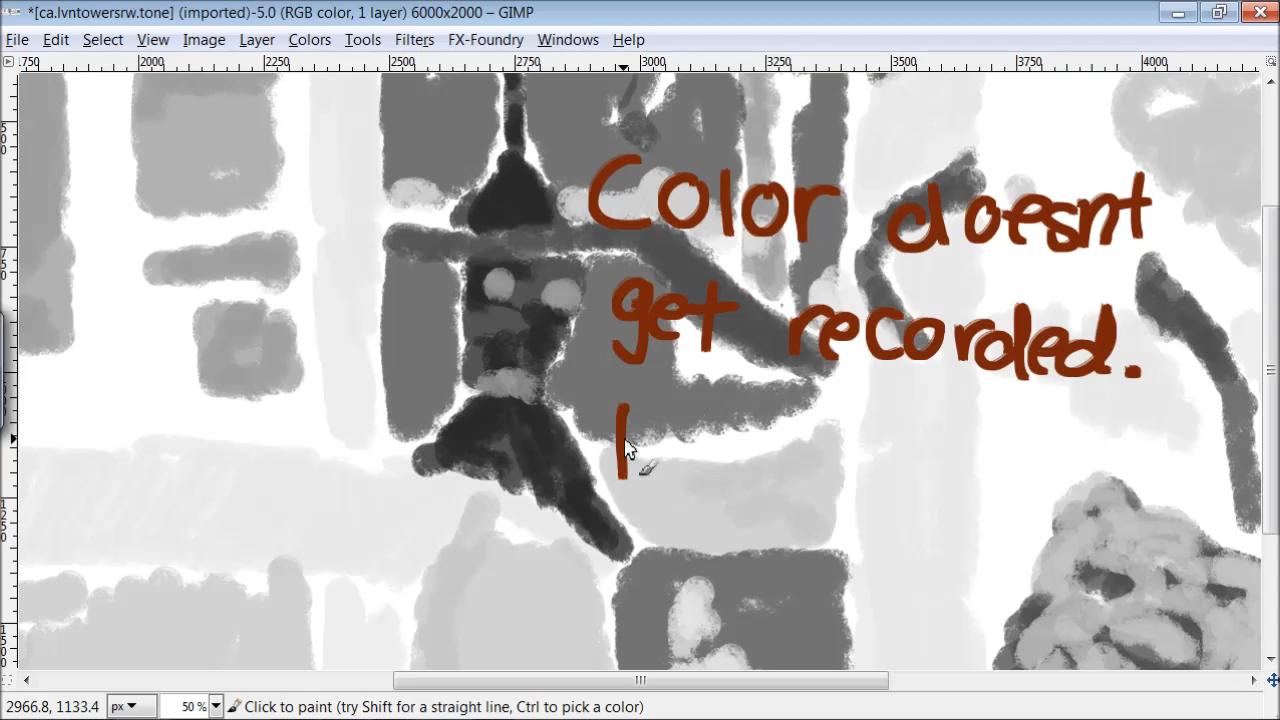 *[ca.lvntowersrw.tone] (imported)-5.0 (RGB color, 1 layer) 6000x2000 – GIMP
File Edit Select View Image Layer Colors Tools Filters FX-Foundry Windows Help
1750 2000 2250 2500 2750 3000 3250 3500 3750 4000
Color doesnt
get recorded.
2966.8, 1133.4 px 50 % Click to paint (try Shift for a straight line, Ctrl to pick a color)